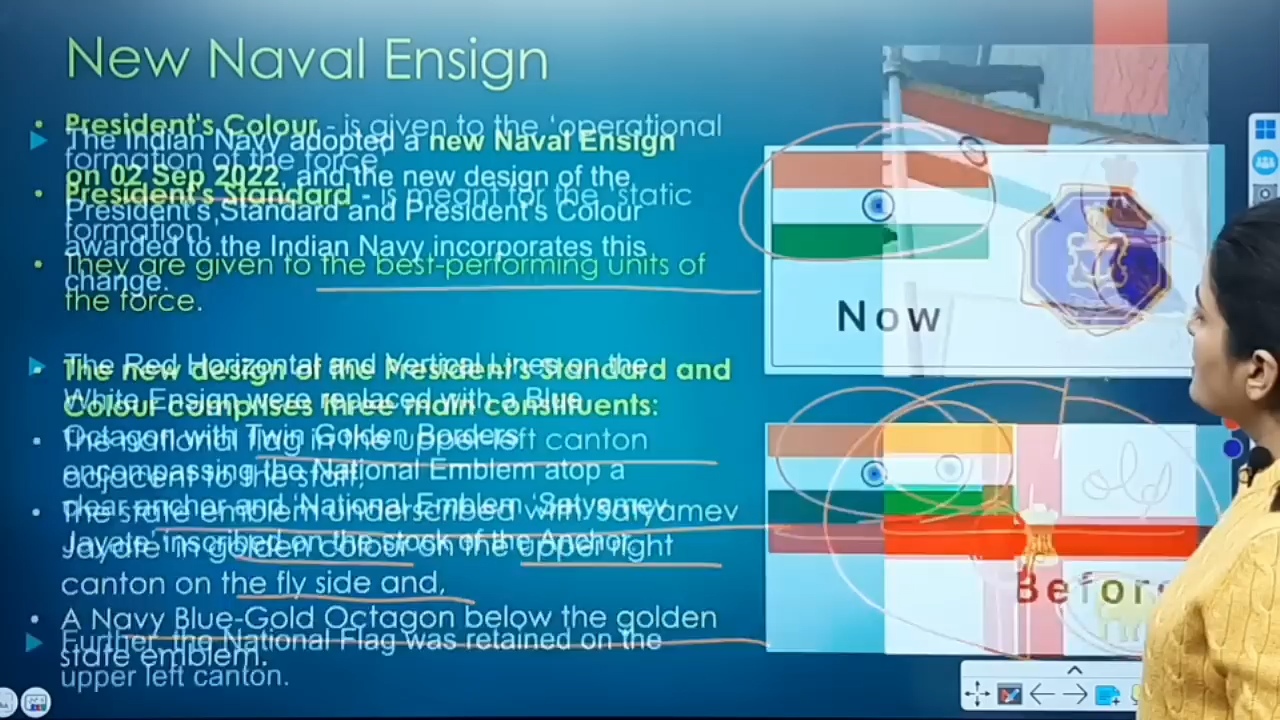 New Naval Ensign
President's Colour - is given to the 'operational
formation of the force'
President's Standard - is meant for the 'static
formation'
They are given to the best-performing units of
the force.
The new design of the President's Standard and
Colour comprises three main constituents:
The national flag in the upper left canton
adjacent to the staff,
The state emblem underscribed with 'Satyamev
Jayate' in golden colour on the upper right
canton on the fly side and,
A Navy Blue-Gold Octagon below the golden
state emblem.
The Indian Navy adopted a new Naval Ensign
on 02 Sep 2022, and the new design of the
President's Standard and President's Colour
awarded to the Indian Navy incorporates this
change.
The Red Horizontal and Vertical Lines on the
White Ensign were replaced with a Blue
Octagon with Twin Golden Borders
encompassing the National Emblem atop a
clear anchor and 'National Emblem 'Satyamev
Jayate' inscribed on the stock of the Anchor
Further, the National Flag was retained on the
upper left canton.
Now
old
Before